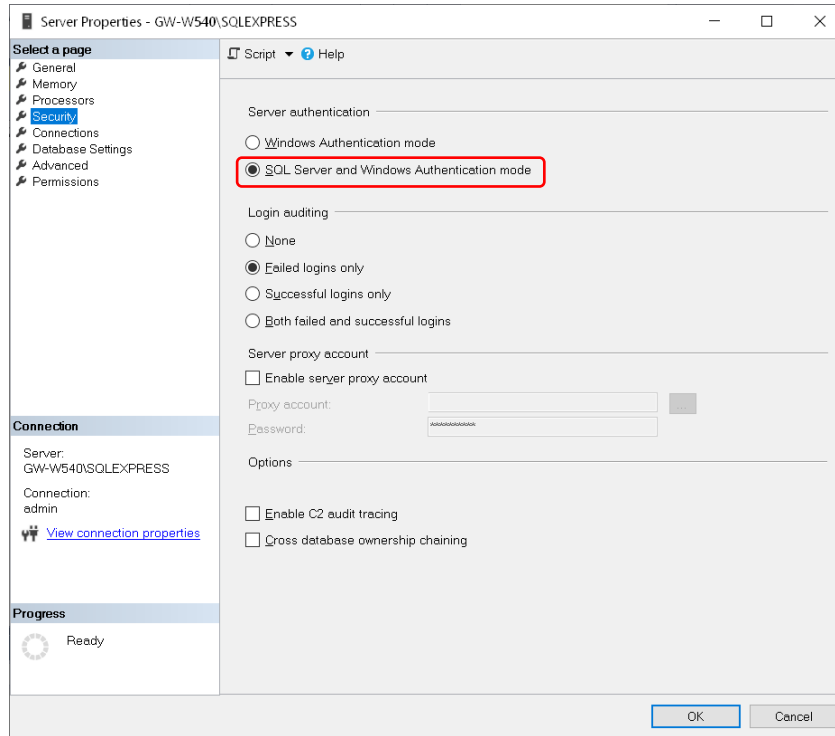 Server Properties - GW-W540\SQLEXPRESS
Select a page
General
Memory
Processors
Security
Connections
Database Settings
Advanced
Permissions
Script
Help
Server authentication
Windows Authentication mode
SQL Server and Windows Authentication mode
Login auditing
None
Failed logins only
Successful logins only
Both failed and successful logins
Server proxy account
Enable server proxy account
Proxy account:
...
Password:
***********
Options
Enable C2 audit tracing
Cross database ownership chaining
Connection
Server:
GW-W540\SQLEXPRESS
Connection:
admin
View connection properties
Progress
Ready
OK
Cancel